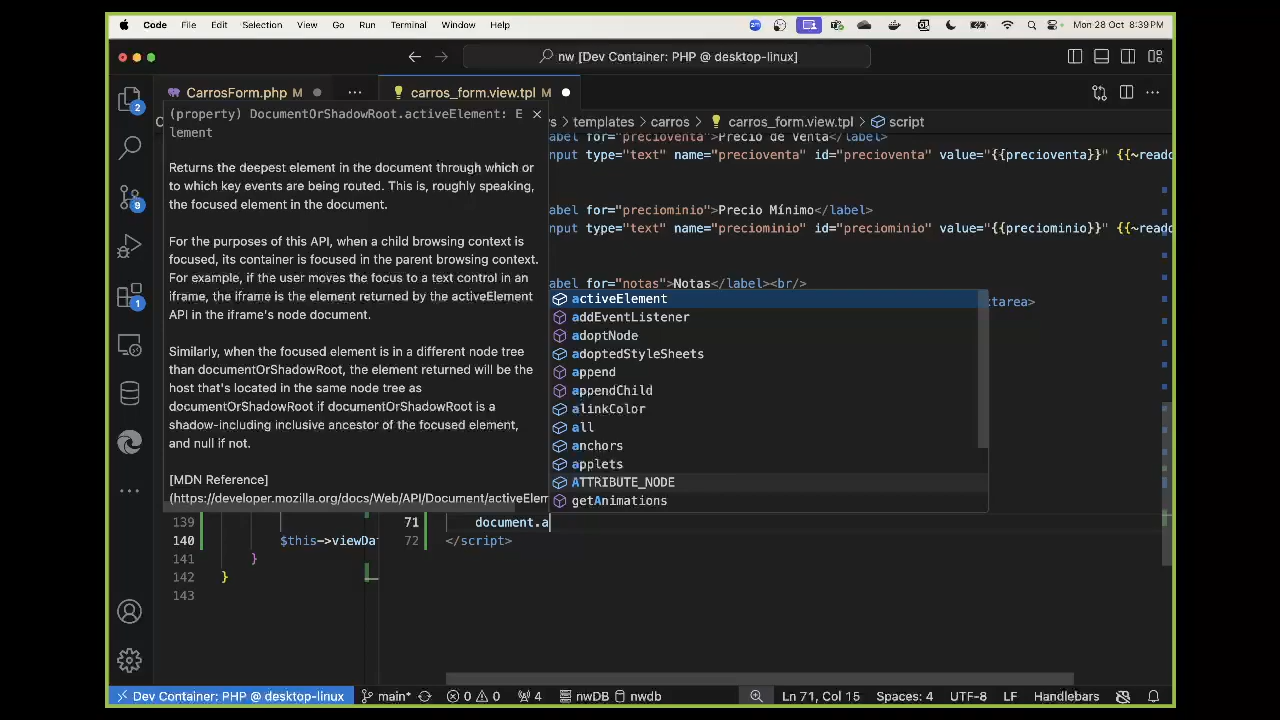 Code File Edit Selection View Go Run Terminal Window Help Mon 28 Oct 8:39 PM
nw [Dev Container: PHP @ desktop-linux]
CarrosForm.php M ... carros_form.view.tpl M ...
templates > carros > carros_form.view.tpl > script
(property) DocumentOrShadowRoot.activeElement: E
lement
Returns the deepest element in the document through which or
to which key events are being routed. This is, roughly speaking,
the focused element in the document.
For the purposes of this API, when a child browsing context is
focused, its container is focused in the parent browsing context.
For example, if the user moves the focus to a text control in an
iframe, the iframe is the element returned by the activeElement
API in the iframe's node document.
Similarly, when the focused element is in a different node tree
than documentOrShadowRoot, the element returned will be the
host that's located in the same node tree as
documentOrShadowRoot if documentOrShadowRoot is a
shadow-including inclusive ancestor of the focused element,
and null if not.
[MDN Reference]
(https://developer.mozilla.org/docs/Web/API/Document/activeElem
abel for="precioventa">Precio de Venta</label>
nput type="text" name="precioventa" id="precioventa" value="{{precioventa}}" {{~reado
abel for="preciominio">Precio Mínimo</label>
nput type="text" name="preciominio" id="preciominio" value="{{preciominio}}" {{~reado
abel for="notas">Notas</label><br/>
extarea>
activeElement
addEventListener
adoptNode
adoptedStyleSheets
append
appendChild
alinkColor
all
anchors
applets
ATTRIBUTE_NODE
getAnimations
71 document.a
72 </script>
139
140 $this->viewDat
141 }
142 }
143
2
9
1
Dev Container: PHP @ desktop-linux main* 0 0 4 nwDB nwdb Ln 71, Col 15 Spaces: 4 UTF-8 LF Handlebars